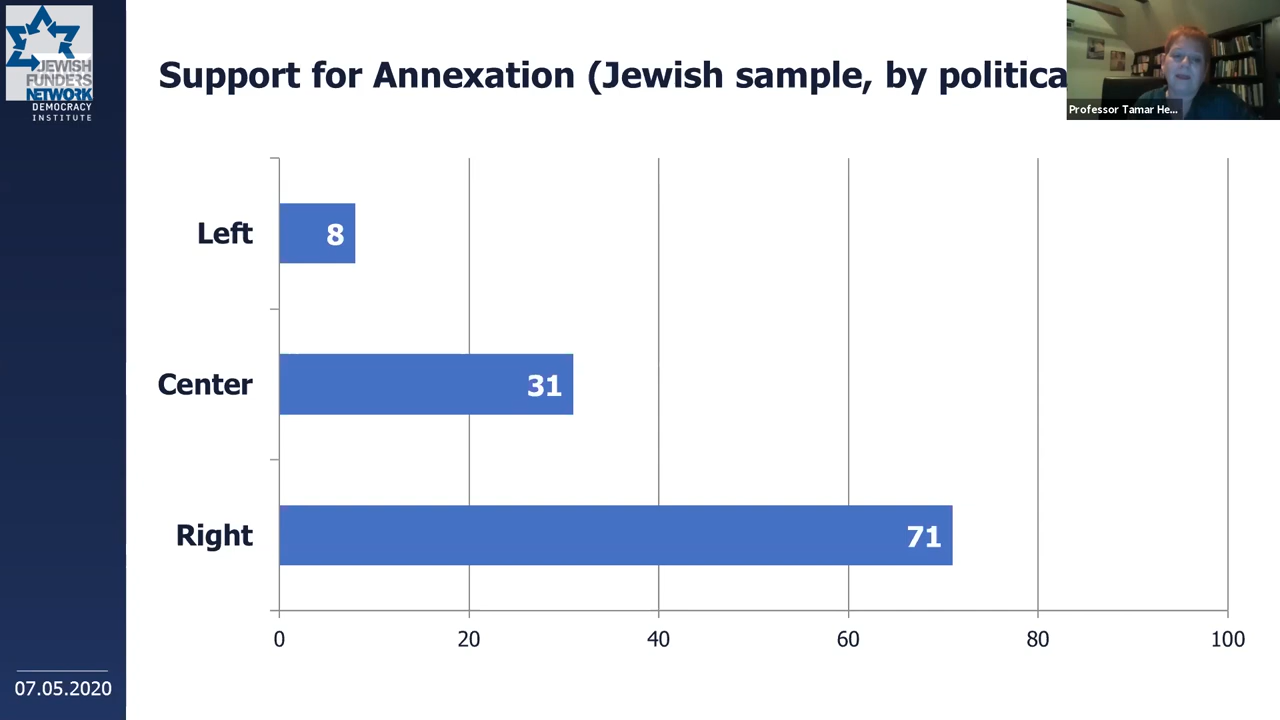 JEWISH
FUNDERS
NETWORK
DEMOCRACY
INSTITUTE
Support for Annexation (Jewish sample, by politica
Professor Tamar He...
Left
8
Center
31
Right
71
0 20 40 60 80 100
07.05.2020